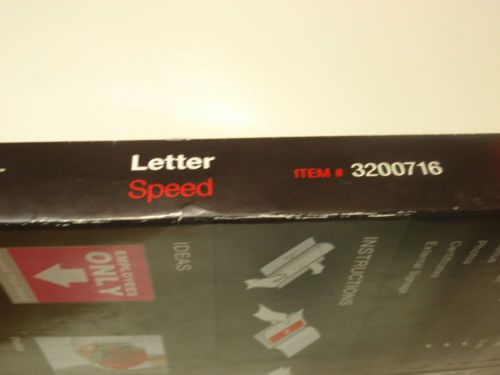 Letter
Speed
ITEM # 3200716
IDEAS
EMPLOYEES
ONLY
INSTRUCTIONS
Photos
Certificates
External Signage